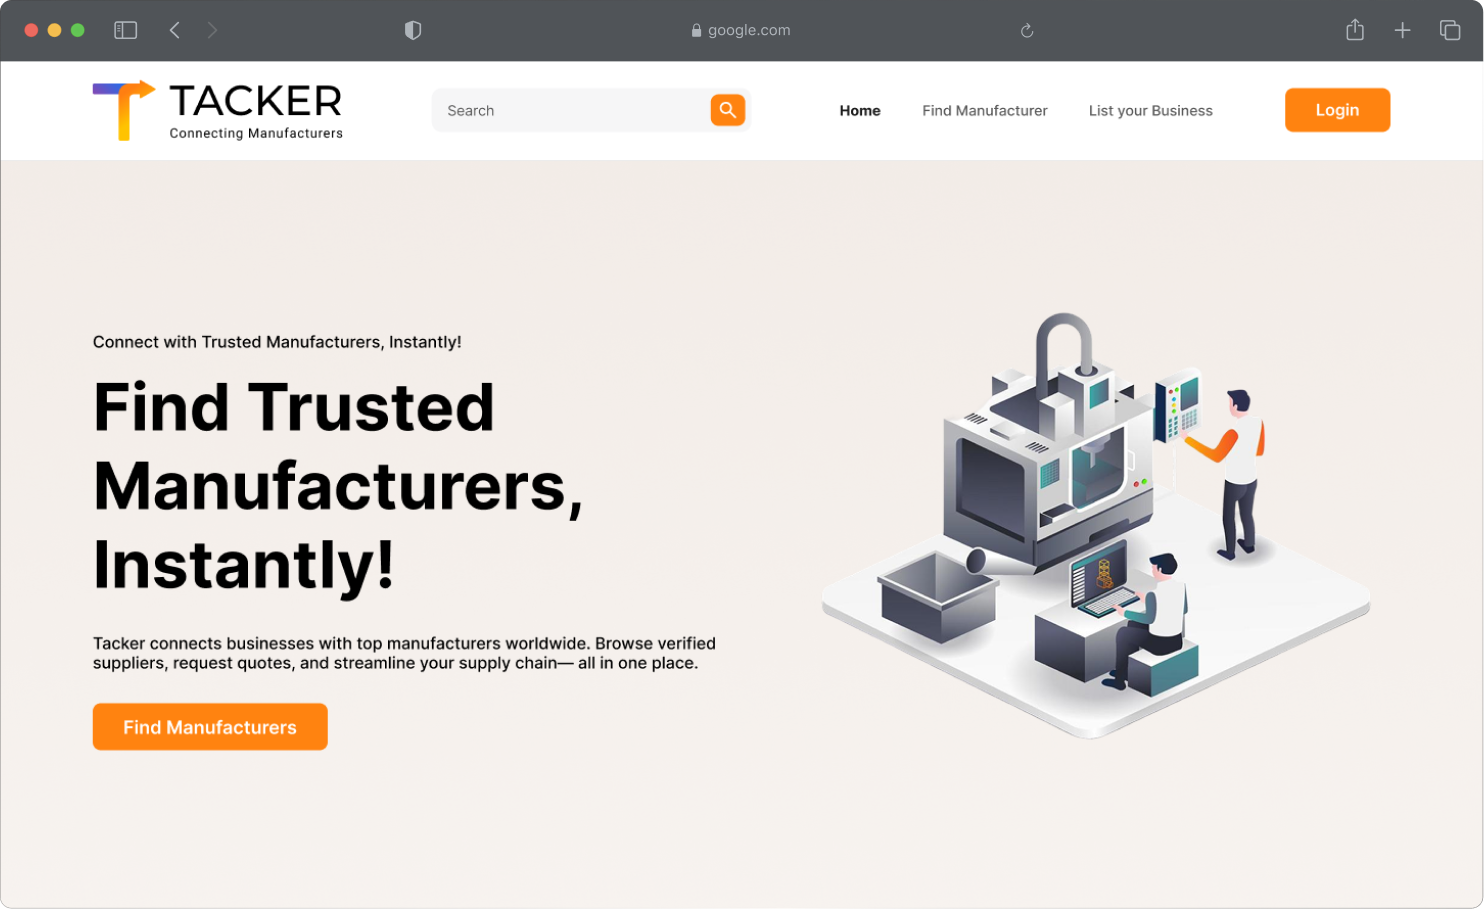 google.com
TACKER
Connecting Manufacturers
Search
Home
Find Manufacturer
List your Business
Login
Connect with Trusted Manufacturers, Instantly!
Find Trusted
Manufacturers,
Instantly!
Tacker connects businesses with top manufacturers worldwide. Browse verified
suppliers, request quotes, and streamline your supply chain— all in one place.
Find Manufacturers